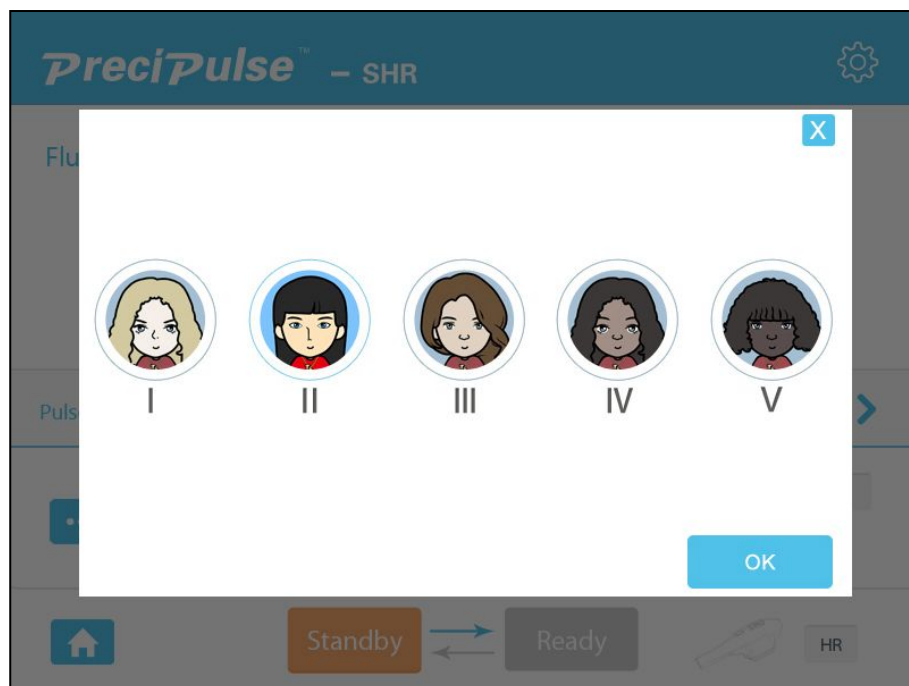 PreciPulse™ – SHR
X
Flu
I II III IV V
Puls
OK
Standby Ready HR